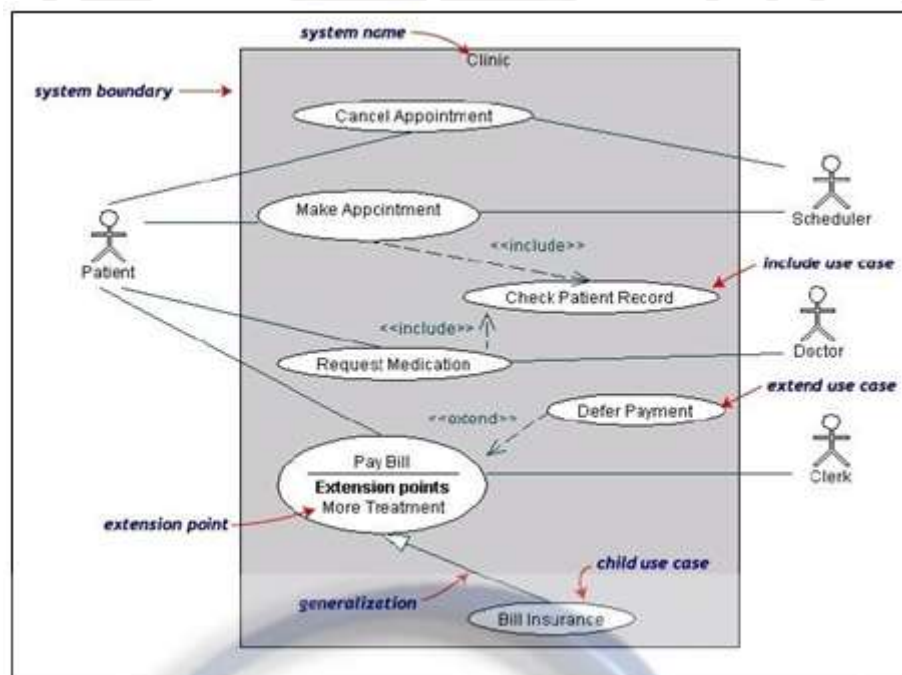 system name
Clinic
system boundary
Cancel Appointment
Make Appointment
Scheduler
<<include>>
Patient
include use case
Check Patient Record
<<include>>
Doctor
Request Medication
extend use case
Defer Payment
<<extend>>
Pay Bill
Clerk
Extension points
More Treatment
extension point
child use case
generalization
Bill Insurance